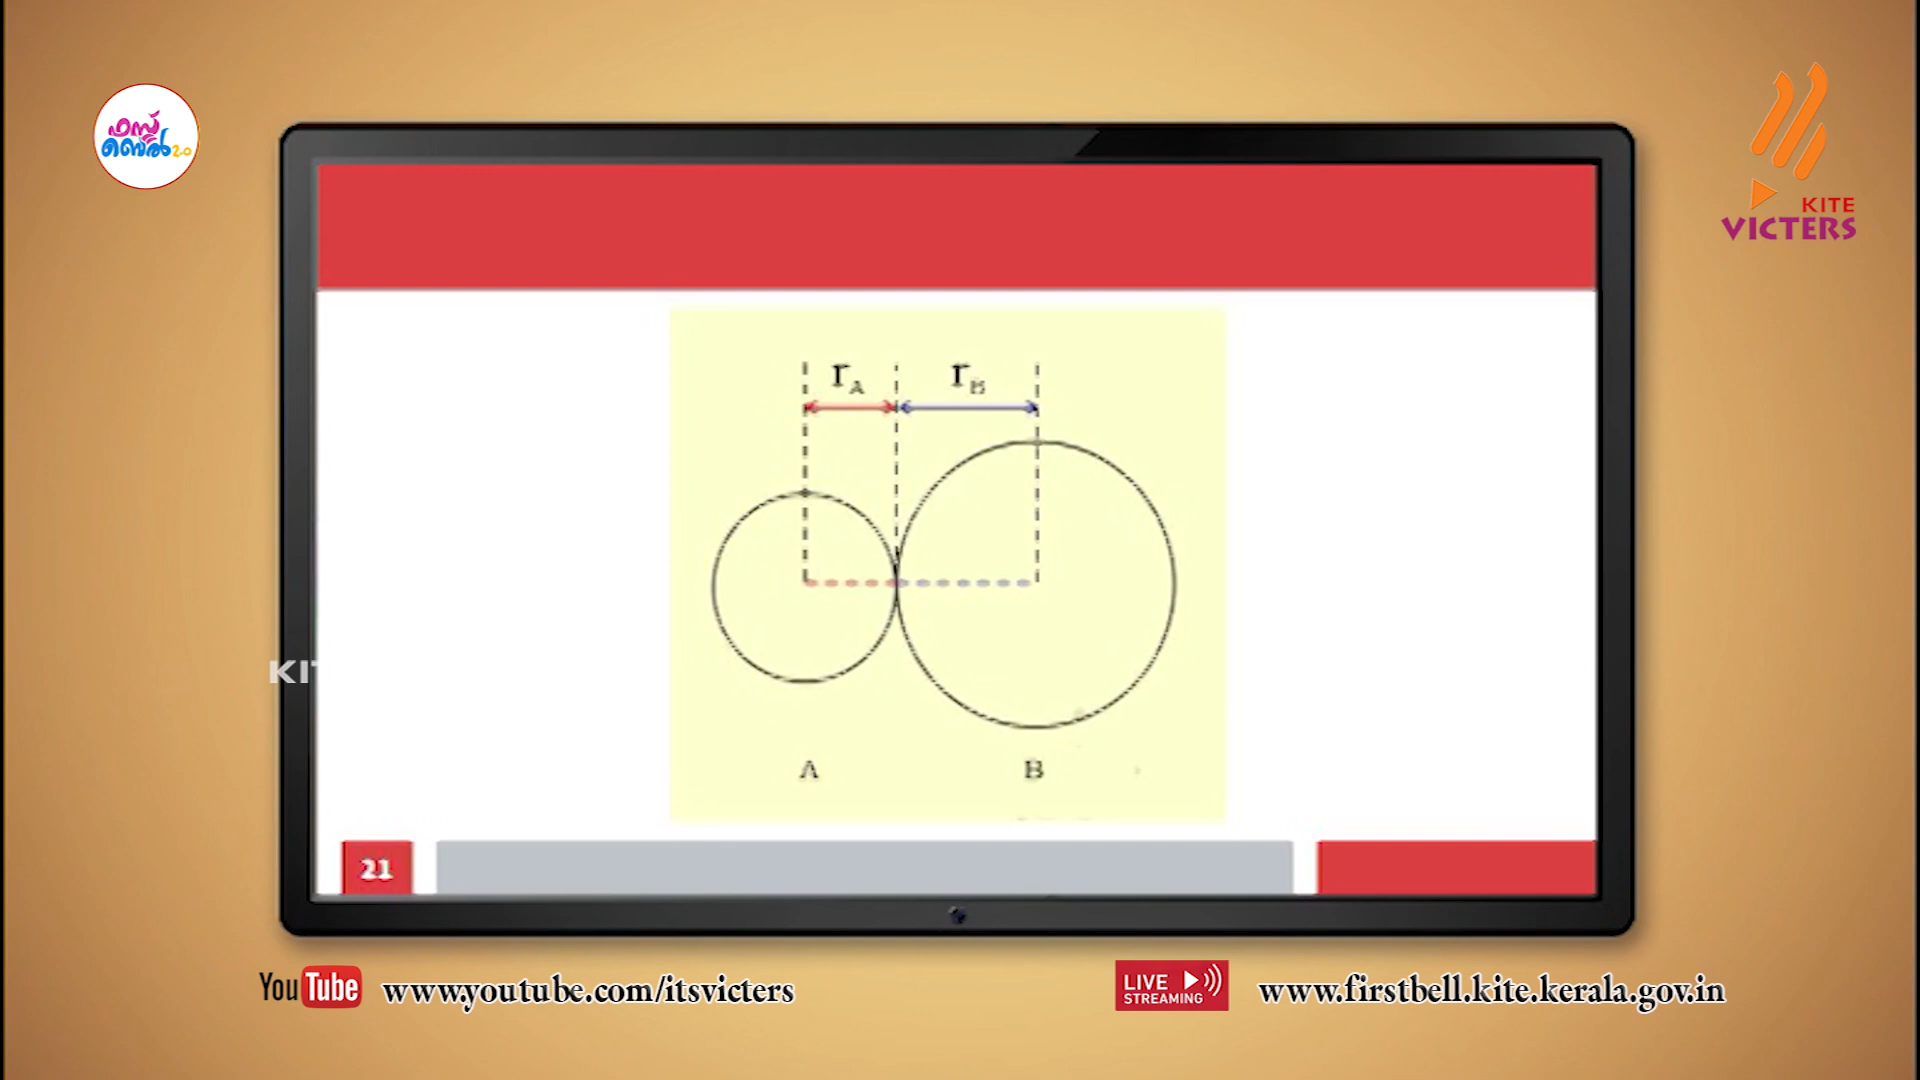 ഫസ്റ്റ്
ബെൽ 2.0
KITE
VICTERS
rA
rB
KIT
A
B
21
YouTube
www.youtube.com/itsvicters
LIVE
STREAMING
www.firstbell.kite.kerala.gov.in